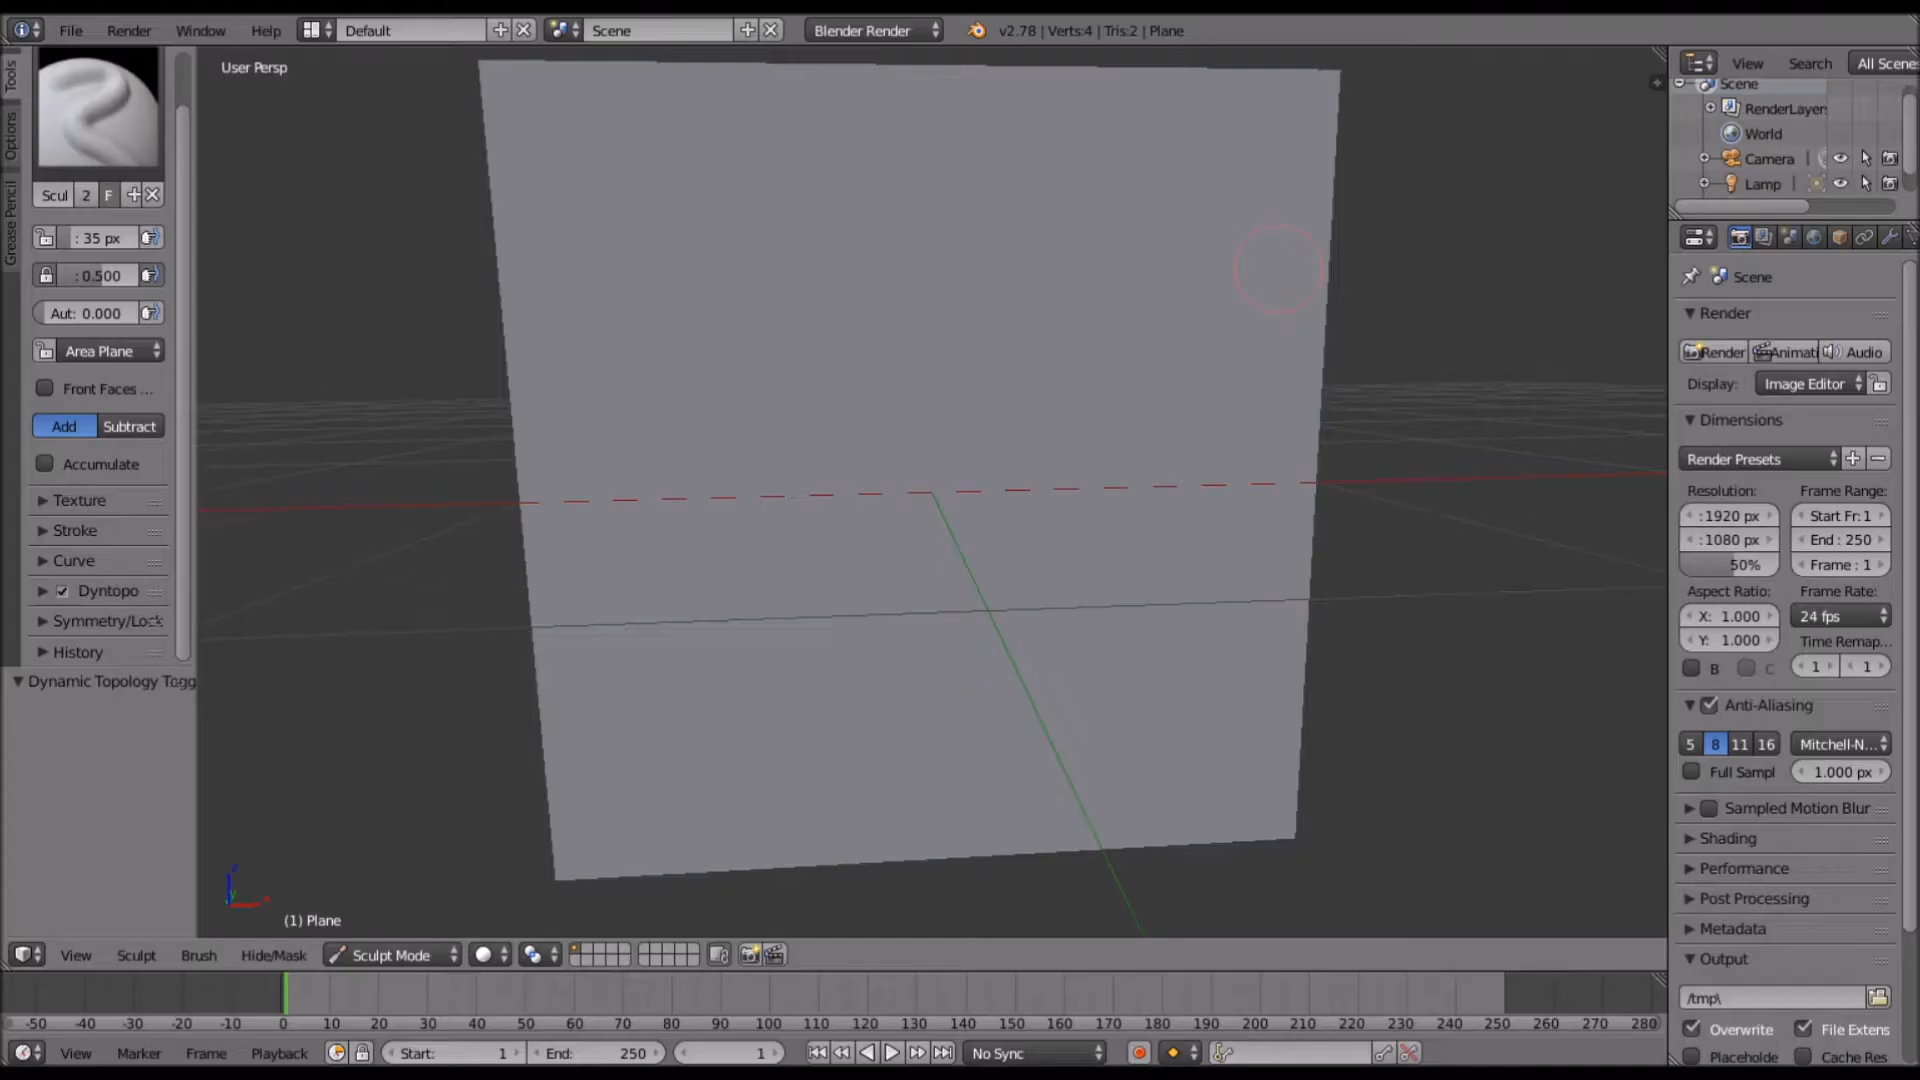 File Render Window Help Default Scene Blender Render v2.78 | Verts:4 | Tris:2 | Plane
Tools
Options
Grease Pencil
Scul 2 F
: 35 px
: 0.500
Aut: 0.000
Area Plane
Front Faces ...
Add Subtract
Accumulate
Texture
Stroke
Curve
Dyntopo
Symmetry/Lock
History
Dynamic Topology Togg
User Persp
(1) Plane
View Search All Scene
Scene
RenderLayer
World
Camera
Lamp
Scene
Render
Render Animati Audio
Display: Image Editor
Dimensions
Render Presets
Resolution: Frame Range:
:1920 px Start Fr: 1
:1080 px End : 250
50% Frame : 1
Aspect Ratio: Frame Rate:
X: 1.000 24 fps
Y: 1.000 Time Remap...
B C 1 1
Anti-Aliasing
5 8 11 16 Mitchell-N...
Full Sampl 1.000 px
Sampled Motion Blur
Shading
Performance
Post Processing
Metadata
Output
/tmp\
Overwrite File Extens
Placeholde Cache Res
View Sculpt Brush Hide/Mask Sculpt Mode
-50 -40 -30 -20 -10 0 10 20 30 40 50 60 70 80 90 100 110 120 130 140 150 160 170 180 190 200 210 220 230 240 250 260 270 280
View Marker Frame Playback Start: 1 End: 250 1 No Sync